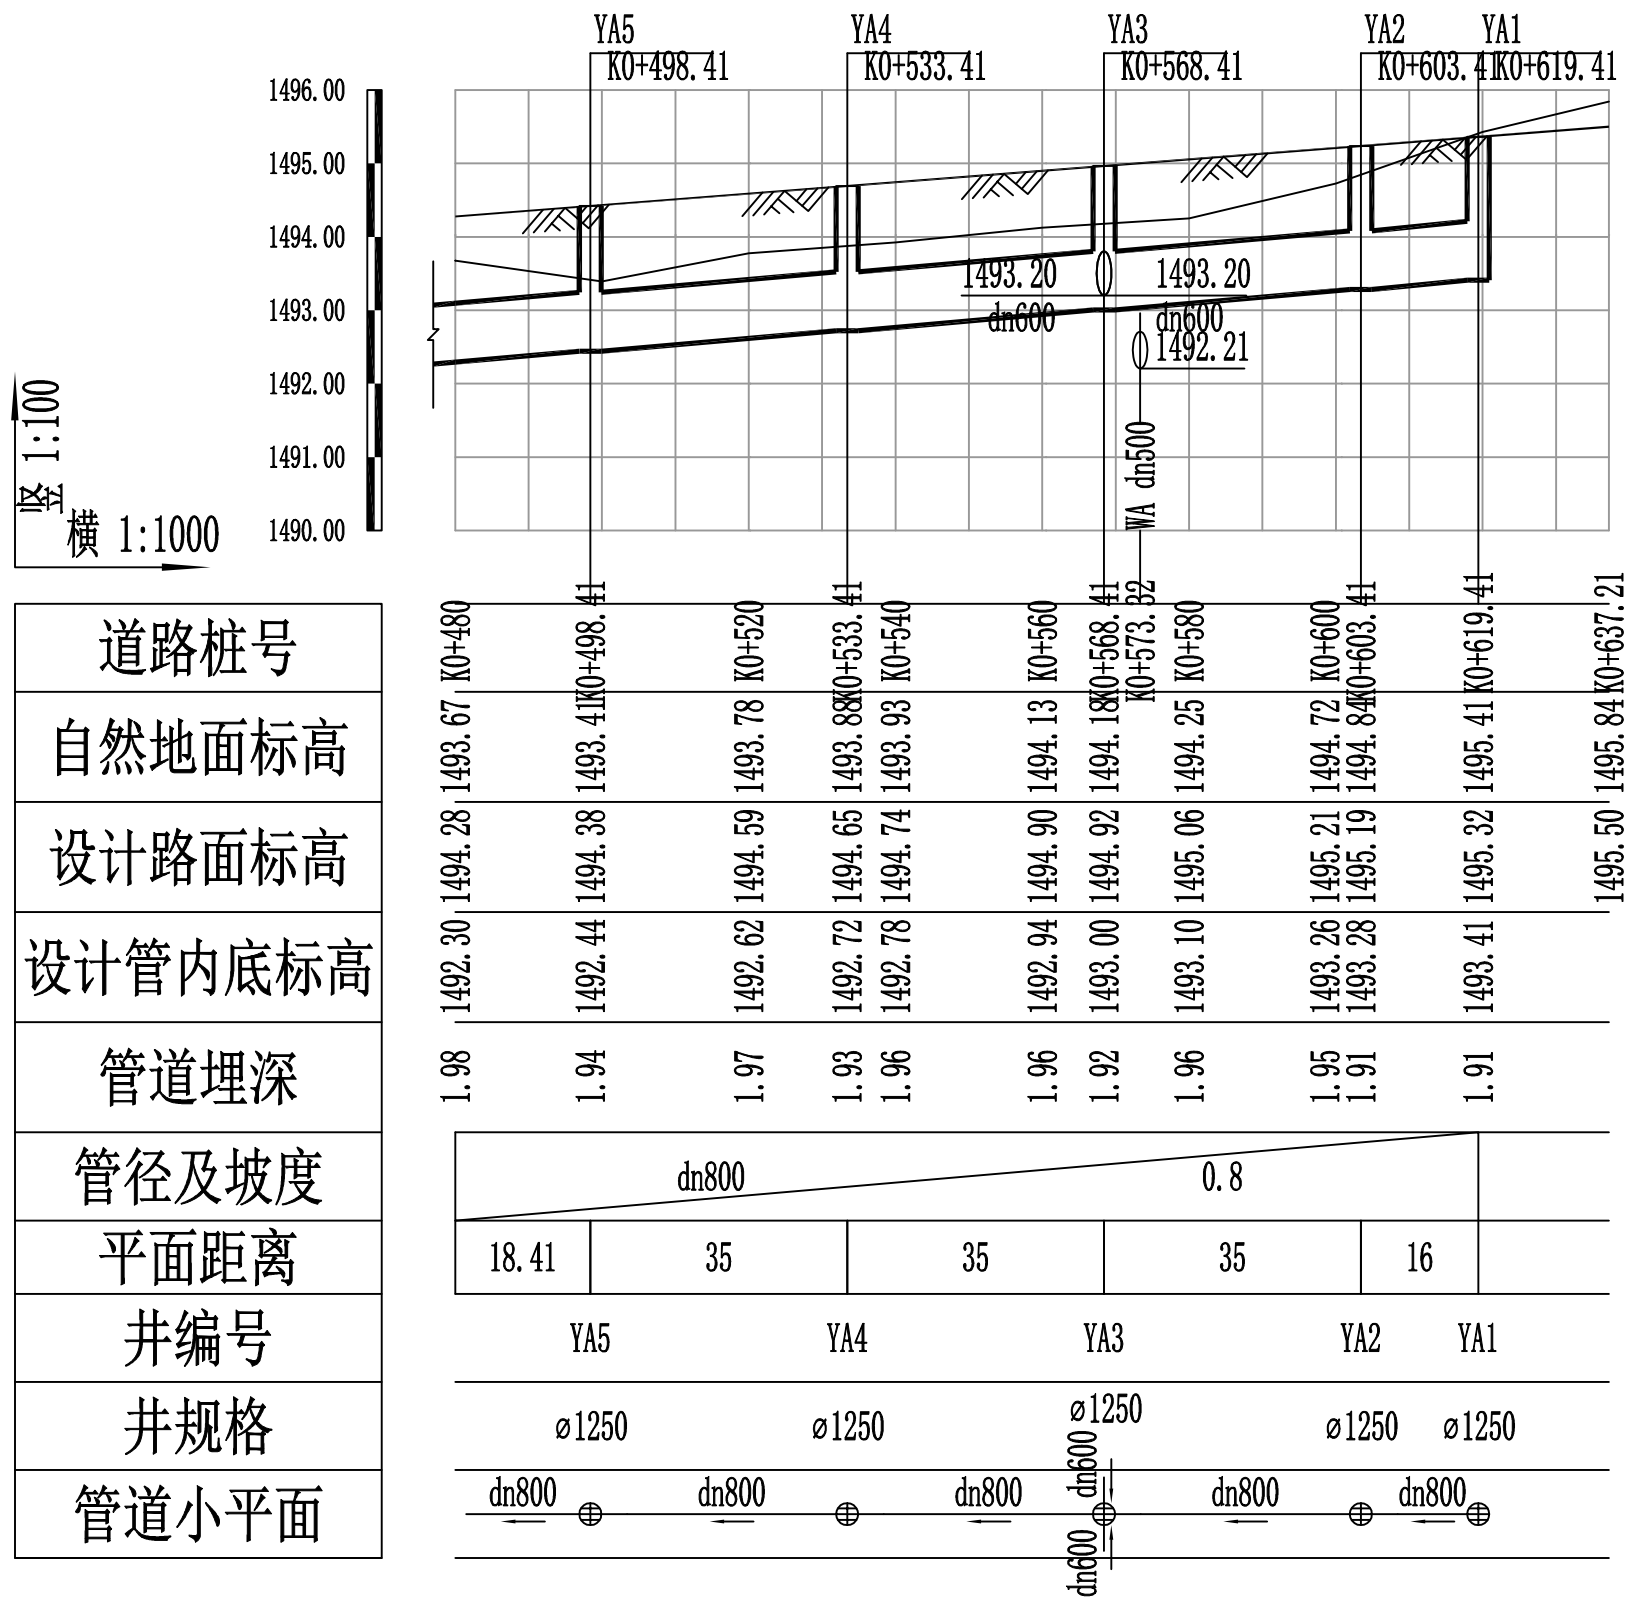 YA5 YA4 YA3 YA2 YA1
K0+498.41 K0+533.41 K0+568.41 K0+603.41 K0+619.41
1496.00
1495.00
1494.00
1493.00
1492.00
1491.00
1490.00
1493.20 1493.20
dn600 dn600
1492.21
WA dn500
竖 1:100
横 1:1000
道路桩号 K0+480 K0+498.41 K0+520 K0+533.41 K0+540 K0+560 K0+568.41 K0+573.32 K0+580 K0+600 K0+603.41 K0+619.41 K0+637.21
自然地面标高 1493.67 1493.41 1493.78 1493.88 1493.93 1494.13 1494.18 1494.25 1494.72 1494.84 1495.41 1495.84
设计路面标高 1494.28 1494.38 1494.59 1494.65 1494.74 1494.90 1494.92 1495.06 1495.21 1495.19 1495.32 1495.50
设计管内底标高 1492.30 1492.44 1492.62 1492.72 1492.78 1492.94 1493.00 1493.10 1493.26 1493.28 1493.41
管道埋深 1.98 1.94 1.97 1.93 1.96 1.96 1.92 1.96 1.95 1.91 1.91
管径及坡度 dn800 0.8
平面距离 18.41 35 35 35 16
井编号 YA5 YA4 YA3 YA2 YA1
井规格 ø1250 ø1250 ø1250 ø1250 ø1250
管道小平面 dn800 dn800 dn800 dn600 dn600 dn800 dn800